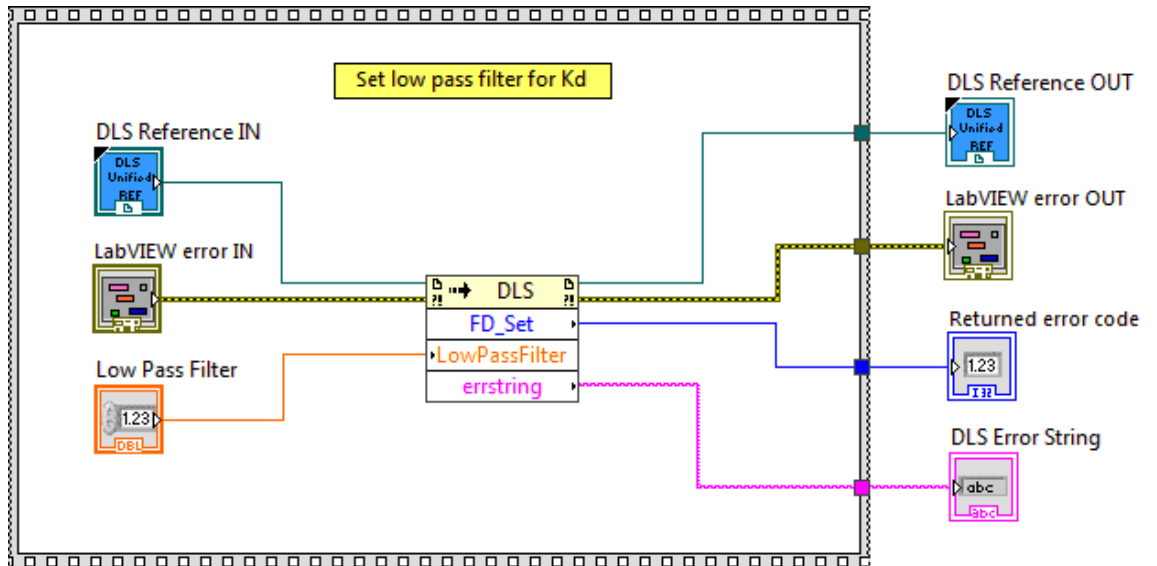 Set low pass filter for Kd
DLS Reference IN
DLS
Unified
REF
LabVIEW error IN
Low Pass Filter
1.23
DBL
DLS
FD_Set
LowPassFilter
errstring
DLS Reference OUT
DLS
Unified
REF
LabVIEW error OUT
Returned error code
1.23
I32
DLS Error String
abc
abc